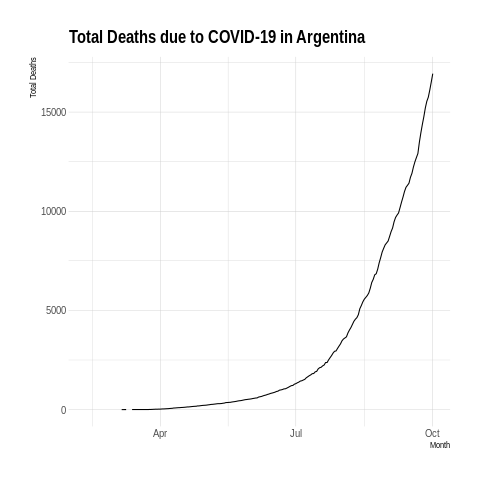 Total Deaths due to COVID-19 in Argentina
Total Deaths
15000
10000
5000
0
Apr
Jul
Oct
Month